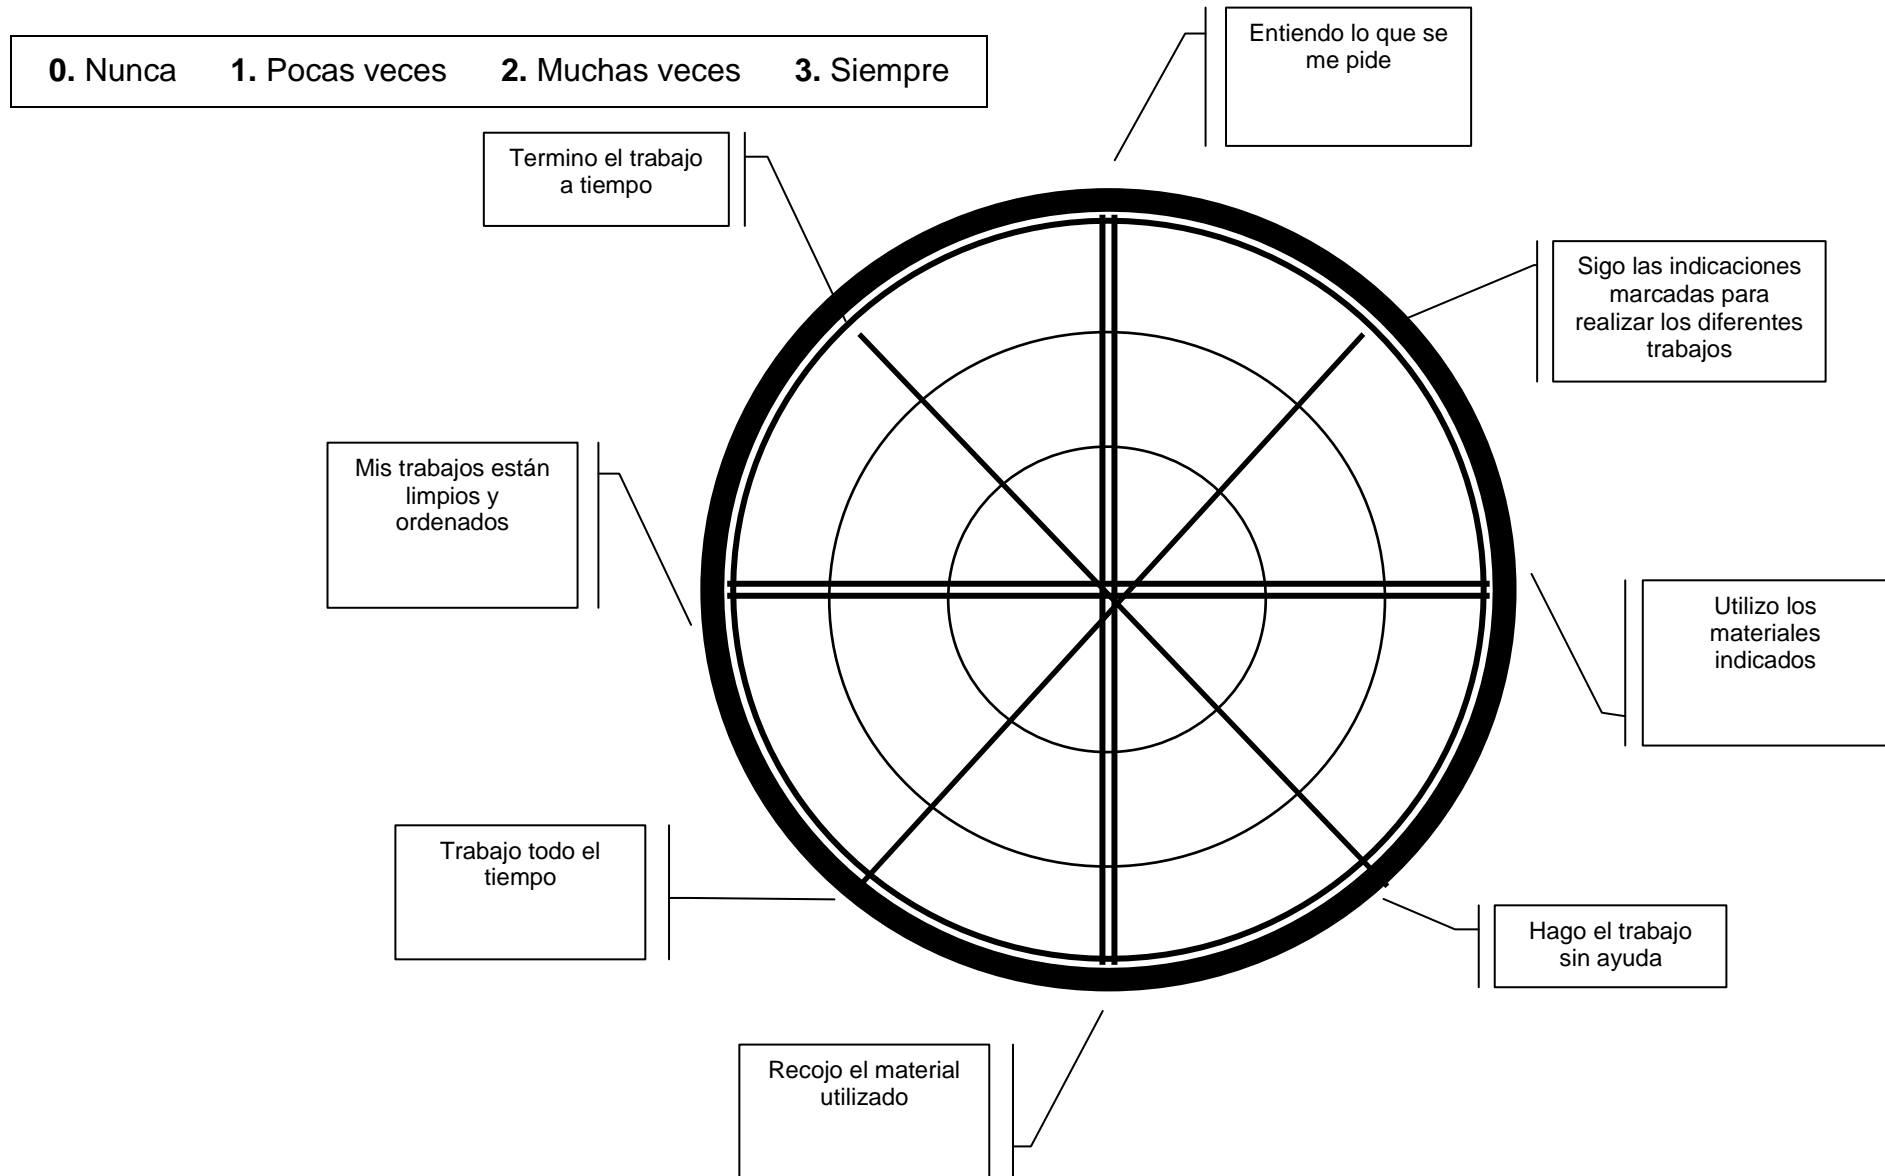 0. Nunca 1. Pocas veces 2. Muchas veces 3. Siempre
Entiendo lo que se
me pide
Termino el trabajo
a tiempo
Sigo las indicaciones
marcadas para
realizar los diferentes
trabajos
Mis trabajos están
limpios y
ordenados
Utilizo los
materiales
indicados
Trabajo todo el
tiempo
Hago el trabajo
sin ayuda
Recojo el material
utilizado